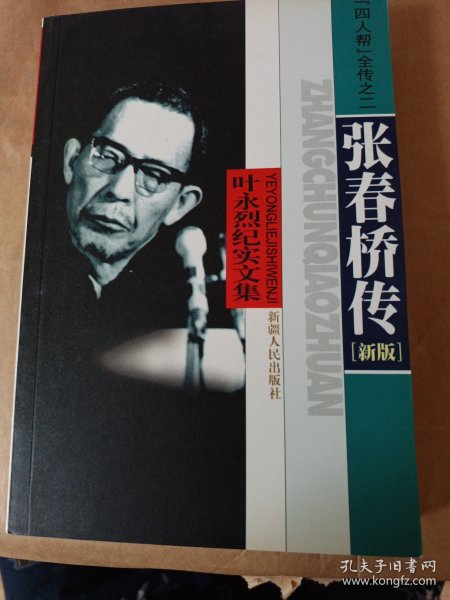 『四人帮』全传之二
张春桥传
[新版]
ZHANGCHUNQIAOZHUAN
YEYONGLIEJISHIWENJI
叶永烈纪实文集
新疆人民出版社
孔夫子旧书网
www.kongfz.com